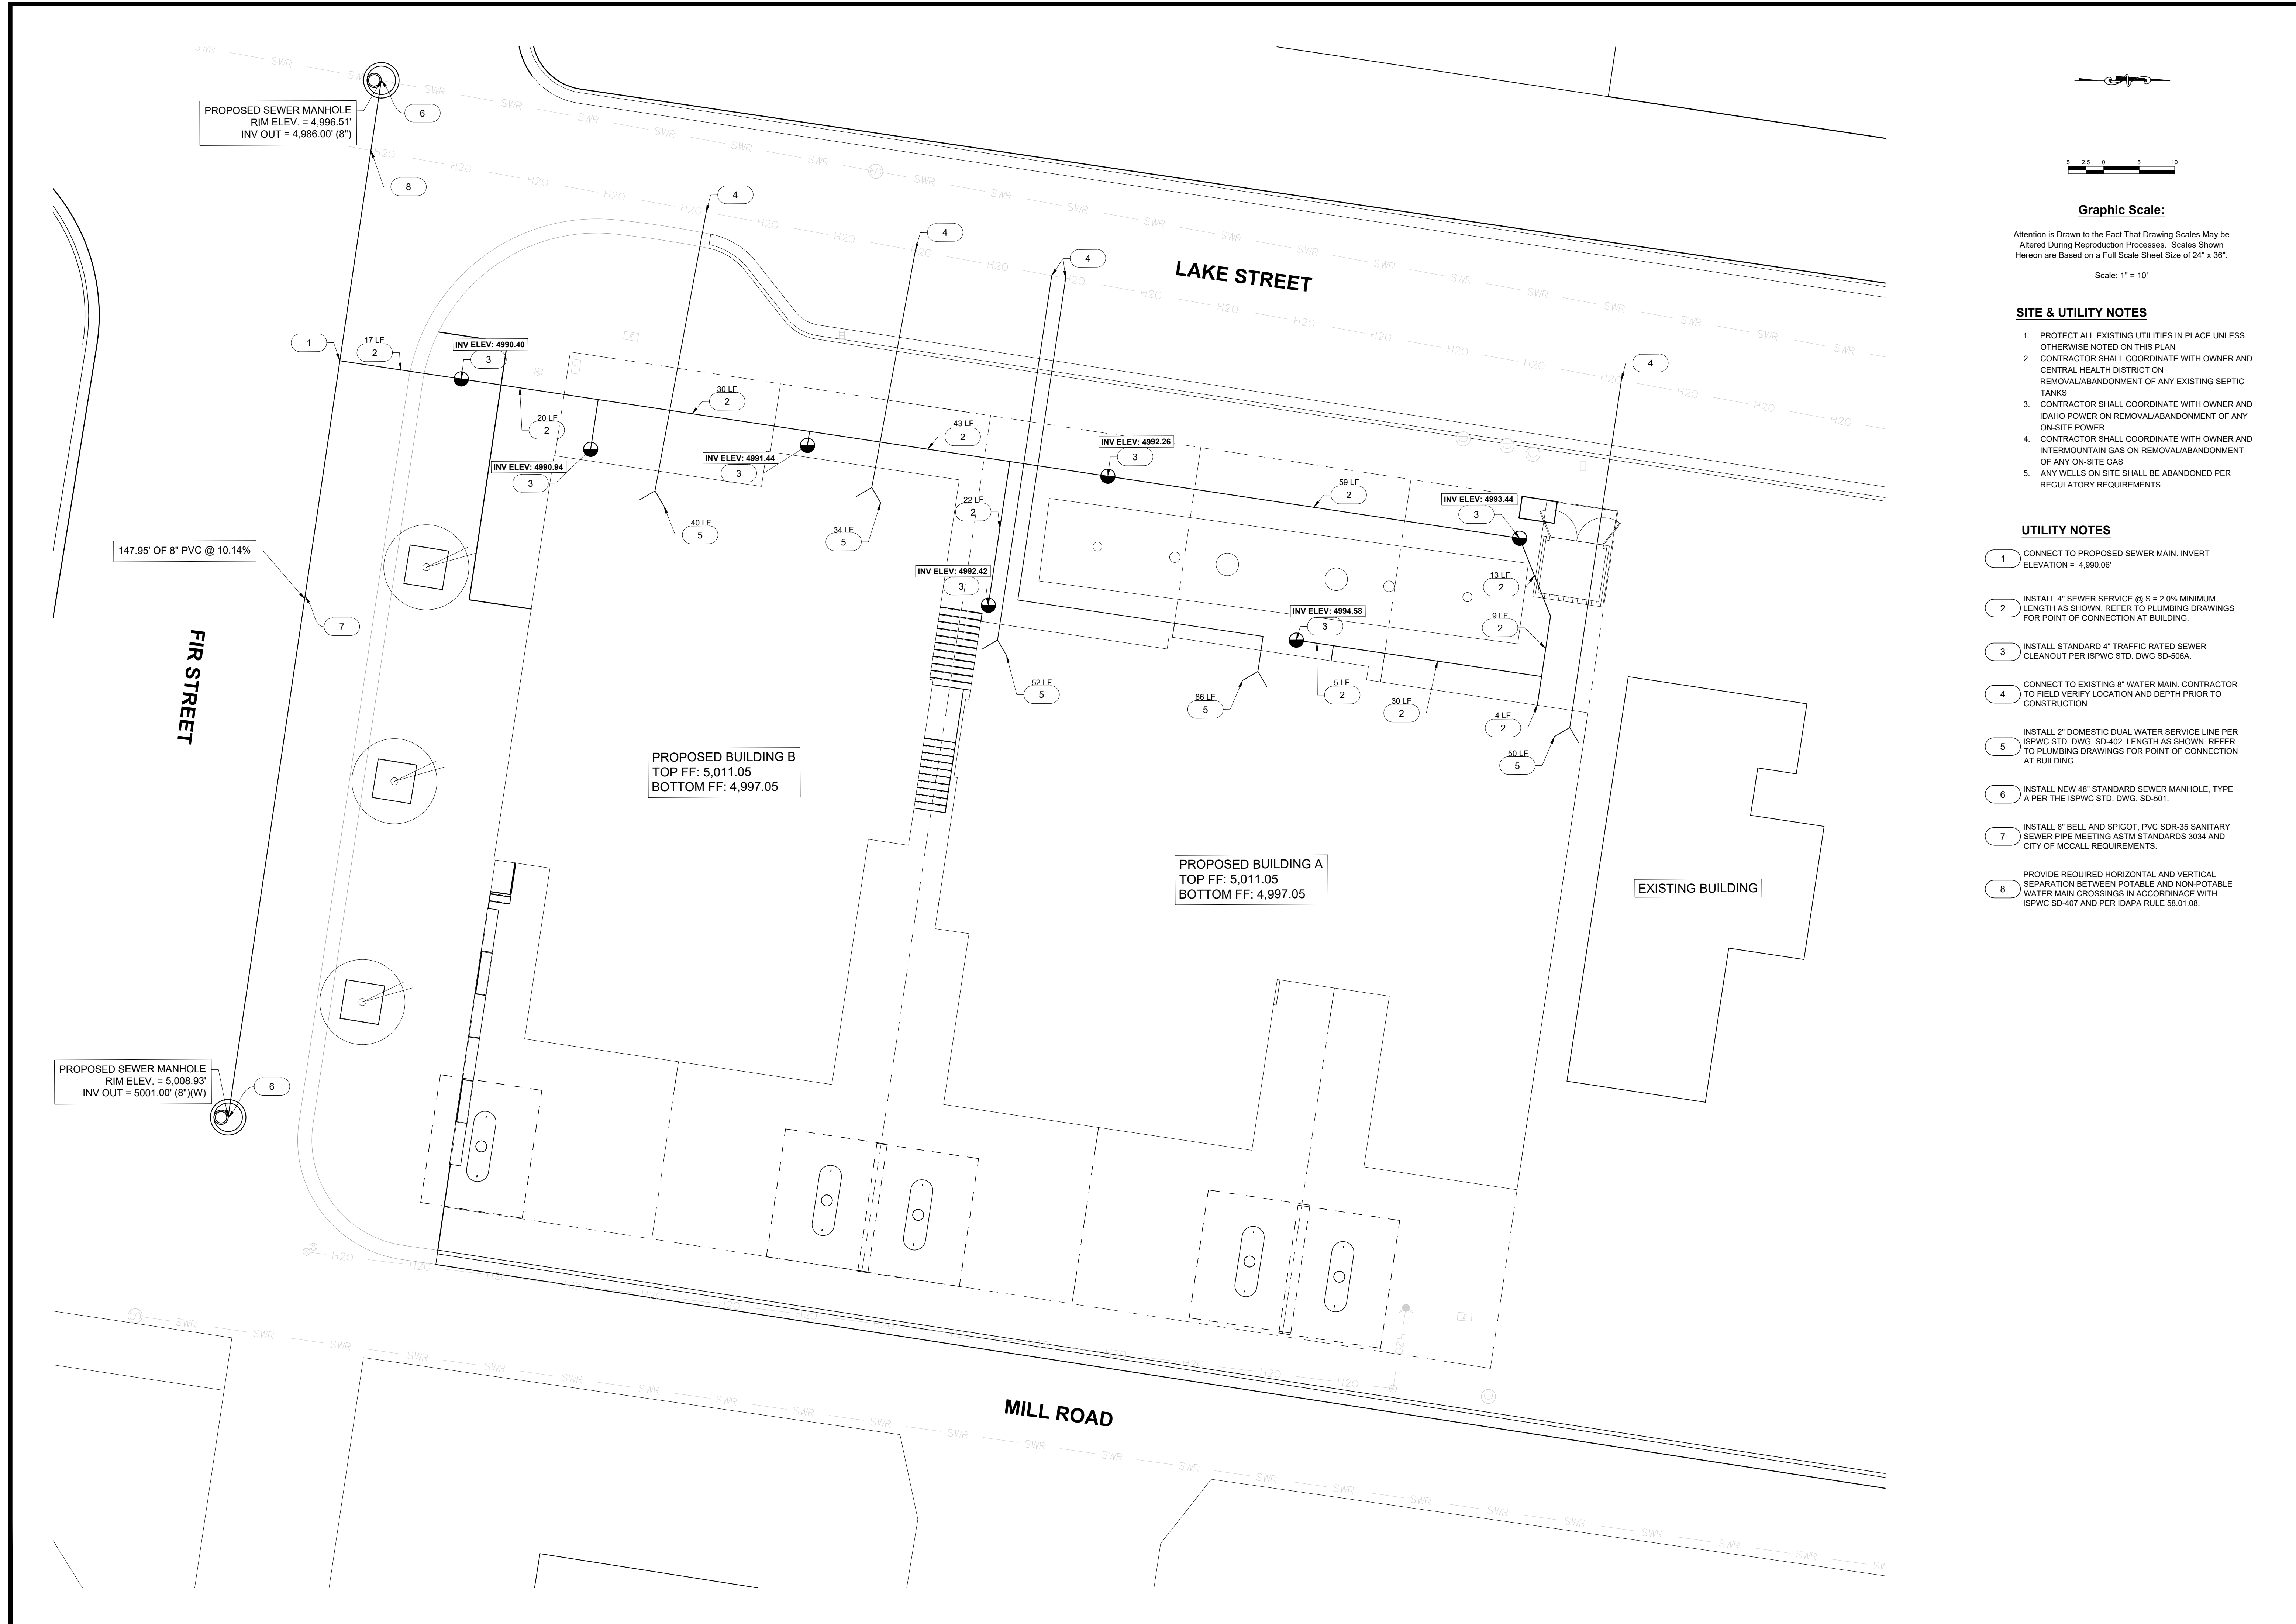 PROPOSED SEWER MANHOLE
RIM ELEV. = 4,996.51'
INV OUT = 4,986.00' (8")
6
8
4
4
4
LAKE STREET
4
1
17 LF
2
INV ELEV: 4990.40
3
20 LF
2
INV ELEV: 4990.94
3
30 LF
2
INV ELEV: 4991.44
3
43 LF
2
INV ELEV: 4992.26
3
59 LF
2
INV ELEV: 4993.44
3
40 LF
5
34 LF
5
22 LF
2
INV ELEV: 4992.42
3
13 LF
2
9 LF
2
INV ELEV: 4994.58
3
52 LF
5
86 LF
5
5 LF
2
30 LF
2
4 LF
2
50 LF
5
147.95' OF 8" PVC @ 10.14%
7
FIR STREET
PROPOSED BUILDING B
TOP FF: 5,011.05
BOTTOM FF: 4,997.05
PROPOSED BUILDING A
TOP FF: 5,011.05
BOTTOM FF: 4,997.05
EXISTING BUILDING
PROPOSED SEWER MANHOLE
RIM ELEV. = 5,008.93'
INV OUT = 5001.00' (8")(W)
6
MILL ROAD
SWR
H20
5 2.5 0 5 10
Graphic Scale:
Attention is Drawn to the Fact That Drawing Scales May be
Altered During Reproduction Processes. Scales Shown
Hereon are Based on a Full Scale Sheet Size of 24" x 36".
Scale: 1" = 10'
SITE & UTILITY NOTES
1. PROTECT ALL EXISTING UTILITIES IN PLACE UNLESS
OTHERWISE NOTED ON THIS PLAN
2. CONTRACTOR SHALL COORDINATE WITH OWNER AND
CENTRAL HEALTH DISTRICT ON
REMOVAL/ABANDONMENT OF ANY EXISTING SEPTIC
TANKS
3. CONTRACTOR SHALL COORDINATE WITH OWNER AND
IDAHO POWER ON REMOVAL/ABANDONMENT OF ANY
ON-SITE POWER.
4. CONTRACTOR SHALL COORDINATE WITH OWNER AND
INTERMOUNTAIN GAS ON REMOVAL/ABANDONMENT
OF ANY ON-SITE GAS
5. ANY WELLS ON SITE SHALL BE ABANDONED PER
REGULATORY REQUIREMENTS.
UTILITY NOTES
1 CONNECT TO PROPOSED SEWER MAIN. INVERT
ELEVATION = 4,990.06'
2 INSTALL 4" SEWER SERVICE @ S = 2.0% MINIMUM.
LENGTH AS SHOWN. REFER TO PLUMBING DRAWINGS
FOR POINT OF CONNECTION AT BUILDING.
3 INSTALL STANDARD 4" TRAFFIC RATED SEWER
CLEANOUT PER ISPWC STD. DWG SD-506A.
4 CONNECT TO EXISTING 8" WATER MAIN. CONTRACTOR
TO FIELD VERIFY LOCATION AND DEPTH PRIOR TO
CONSTRUCTION.
5 INSTALL 2" DOMESTIC DUAL WATER SERVICE LINE PER
ISPWC STD. DWG. SD-402. LENGTH AS SHOWN. REFER
TO PLUMBING DRAWINGS FOR POINT OF CONNECTION
AT BUILDING.
6 INSTALL NEW 48" STANDARD SEWER MANHOLE, TYPE
A PER THE ISPWC STD. DWG. SD-501.
7 INSTALL 8" BELL AND SPIGOT, PVC SDR-35 SANITARY
SEWER PIPE MEETING ASTM STANDARDS 3034 AND
CITY OF MCCALL REQUIREMENTS.
8 PROVIDE REQUIRED HORIZONTAL AND VERTICAL
SEPARATION BETWEEN POTABLE AND NON-POTABLE
WATER MAIN CROSSINGS IN ACCORDINACE WITH
ISPWC SD-407 AND PER IDAPA RULE 58.01.08.